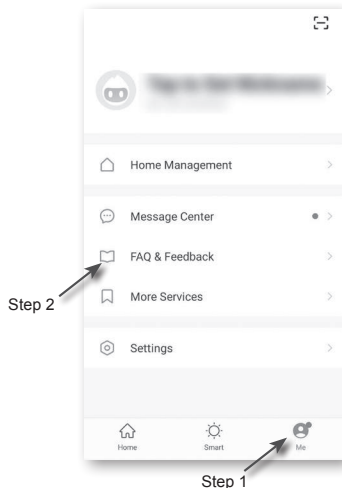 Home Management
Message Center
FAQ & Feedback
Step 2
More Services
Settings
Home Smart Me
Step 1